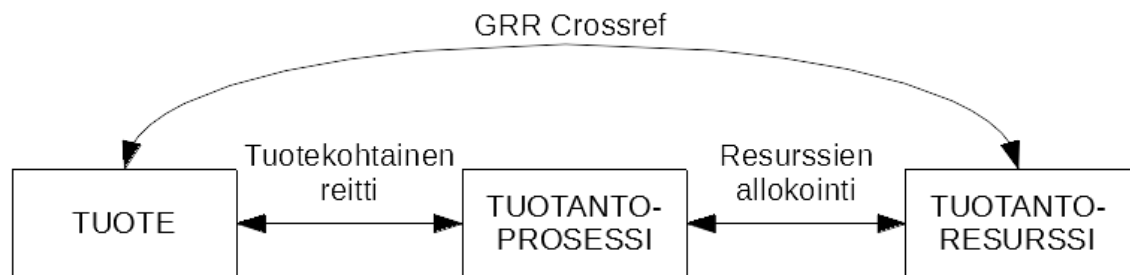 GRR Crossref
Tuotekohtainen
reitti
Resurssien
allokointi
TUOTE
TUOTANTO-
PROSESSI
TUOTANTO-
RESURSSI